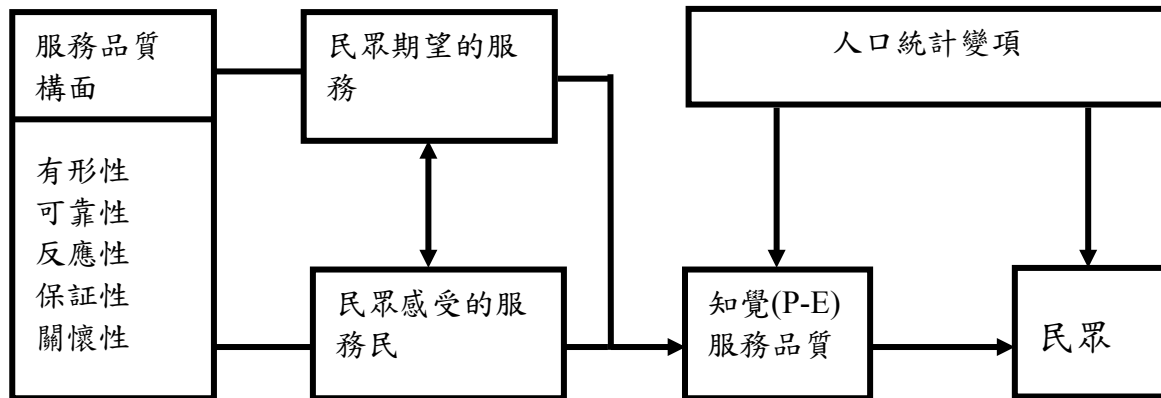 服務品質
構面
有形性
可靠性
反應性
保証性
關懷性
民眾期望的服
務
民眾感受的服
務民
人口統計變項
知覺(P-E)
服務品質
民眾